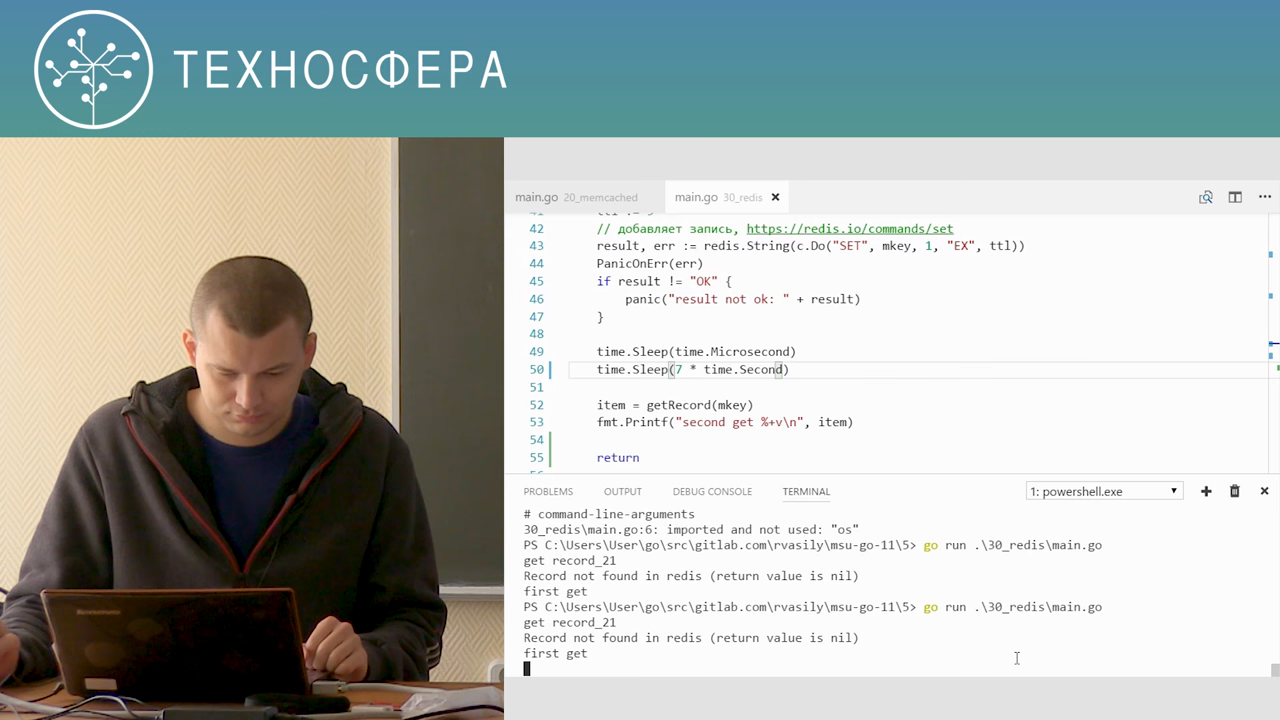 ТЕХНОСФЕРА
main.go 20_memcached main.go 30_redis
42 // добавляет запись, https://redis.io/commands/set
43 result, err := redis.String(c.Do("SET", mkey, 1, "EX", ttl))
44 PanicOnErr(err)
45 if result != "OK" {
46 panic("result not ok: " + result)
47 }
48
49 time.Sleep(time.Microsecond)
50 time.Sleep(7 * time.Second)
51
52 item = getRecord(mkey)
53 fmt.Printf("second get %+v\n", item)
54
55 return
PROBLEMS OUTPUT DEBUG CONSOLE TERMINAL 1: powershell.exe
# command-line-arguments
30_redis\main.go:6: imported and not used: "os"
PS C:\Users\User\go\src\gitlab.com\rvasily\msu-go-11\5> go run .\30_redis\main.go
get record_21
Record not found in redis (return value is nil)
first get
PS C:\Users\User\go\src\gitlab.com\rvasily\msu-go-11\5> go run .\30_redis\main.go
get record_21
Record not found in redis (return value is nil)
first get